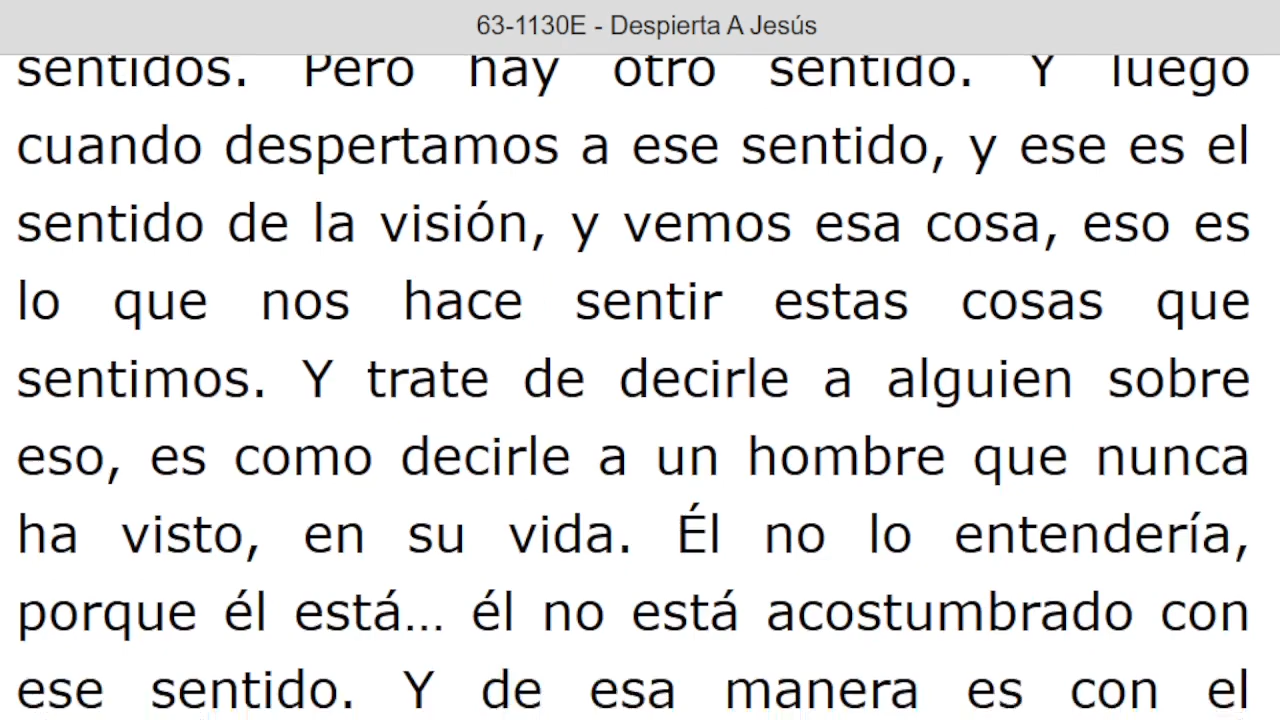 63-1130E - Despierta A Jesús
sentidos. Pero hay otro sentido. Y luego
cuando despertamos a ese sentido, y ese es el
sentido de la visión, y vemos esa cosa, eso es
lo que nos hace sentir estas cosas que
sentimos. Y trate de decirle a alguien sobre
eso, es como decirle a un hombre que nunca
ha visto, en su vida. Él no lo entendería,
porque él está... él no está acostumbrado con
ese sentido. Y de esa manera es con el